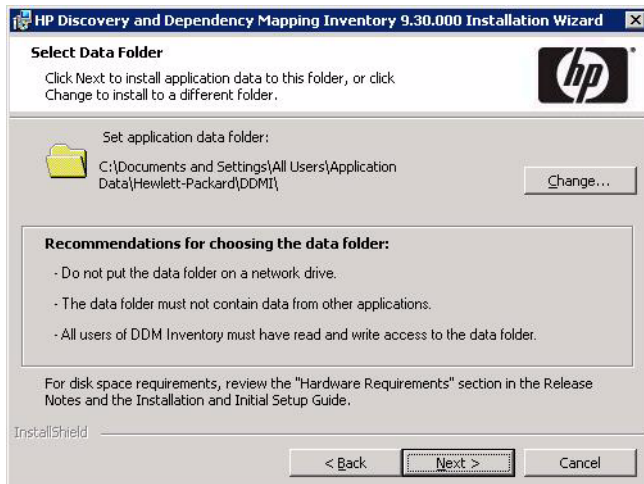 HP Discovery and Dependency Mapping Inventory 9.30.000 Installation Wizard
Select Data Folder
Click Next to install application data to this folder, or click
Change to install to a different folder.
hp
Set application data folder:
C:\Documents and Settings\All Users\Application
Data\Hewlett-Packard\DDMI\
Change...
Recommendations for choosing the data folder:
- Do not put the data folder on a network drive.
- The data folder must not contain data from other applications.
- All users of DDM Inventory must have read and write access to the data folder.
For disk space requirements, review the "Hardware Requirements" section in the Release
Notes and the Installation and Initial Setup Guide.
InstallShield
< Back
Next >
Cancel